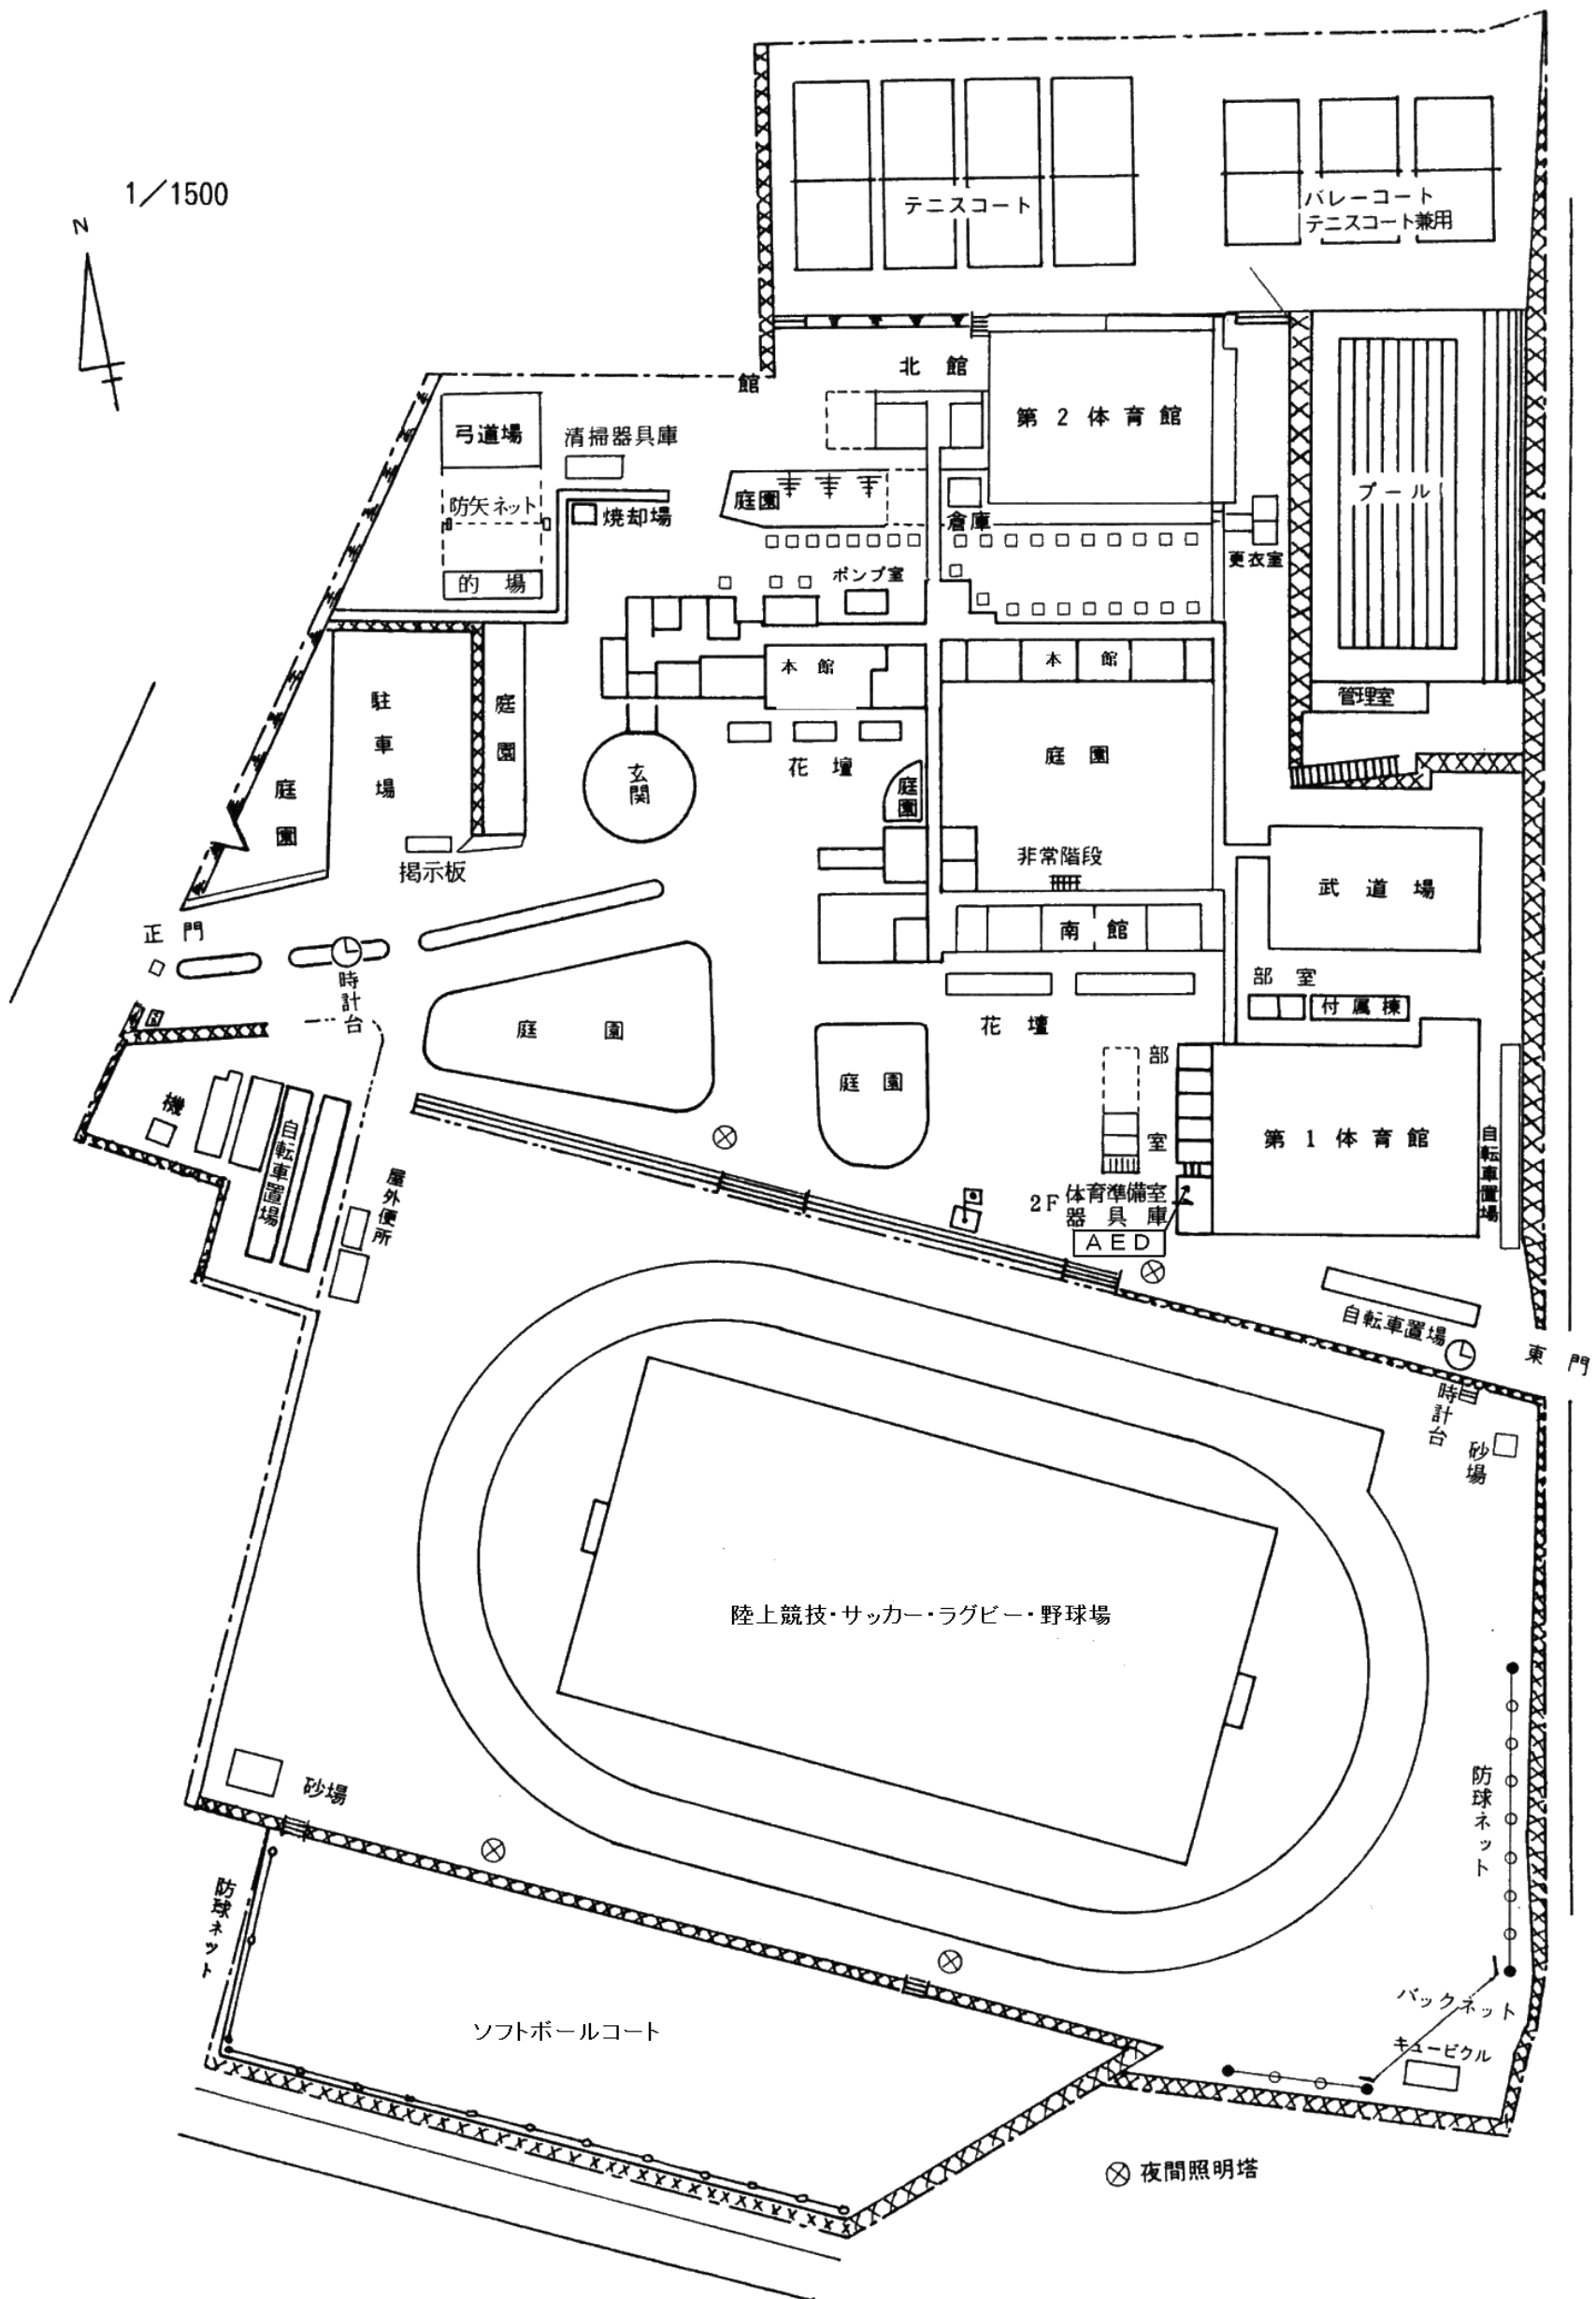 1／1500
N
テニスコート
バレーコート
テニスコート兼用
北館
館
第2体育館
弓道場
清掃器具庫
防矢ネット
焼却場
庭園
倉庫
プール
更衣室
的場
ポンプ室
本館
本館
管理室
駐車場
庭園
庭園
玄関
花壇
庭園
庭園
掲示板
非常階段
武道場
正門
南館
時計台
部室
付属棟
庭園
花壇
庭園
部室
機
自転車置場
屋外便所
第1体育館
自転車置場
2F
体育準備室
器具庫
AED
自転車置場
東門
時計台
砂場
陸上競技・サッカー・ラグビー・野球場
砂場
防球ネット
防球ネット
バックネット
キュービクル
ソフトボールコート
夜間照明塔